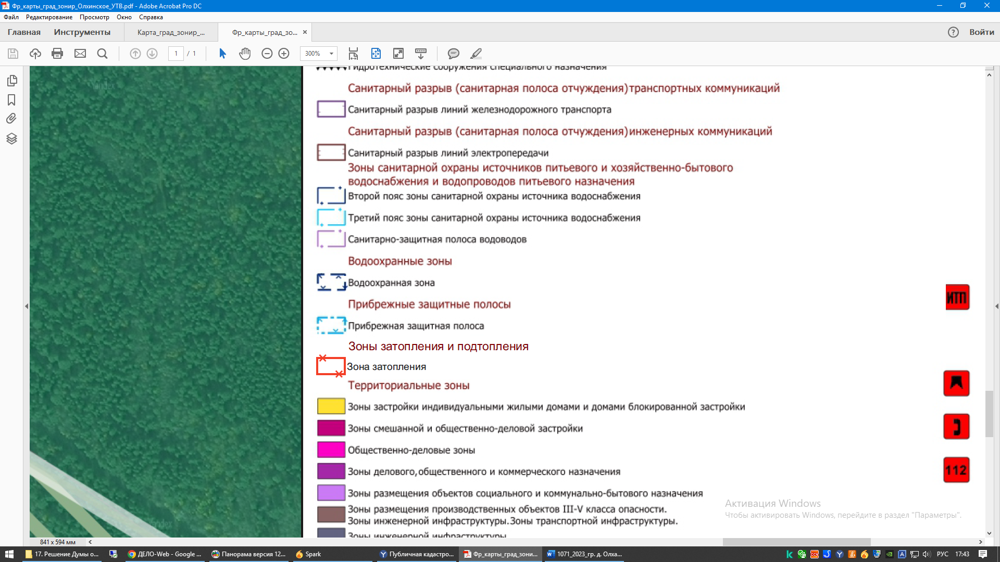 Фр_карты_град_зонир_Олхинское_УТВ.pdf - Adobe Acrobat Pro DC
Файл Редактирование Просмотр Окно Справка
Главная Инструменты Карта_град_зонир_... Фр_карты_град_зо... × ? Войти
1 / 1 300%
Гидротехнические сооружения специального назначения
Санитарный разрыв (санитарная полоса отчуждения)транспортных коммуникаций
Санитарный разрыв линий железнодорожного транспорта
Санитарный разрыв (санитарная полоса отчуждения)инженерных коммуникаций
Санитарный разрыв линий электропередачи
Зоны санитарной охраны источников питьевого и хозяйственно-бытового
водоснабжения и водопроводов питьевого назначения
Второй пояс зоны санитарной охраны источника водоснабжения
Третий пояс зоны санитарной охраны источника водоснабжения
Санитарно-защитная полоса водоводов
Водоохранные зоны
Водоохранная зона
ИТП
Прибрежные защитные полосы
Прибрежная защитная полоса
Зоны затопления и подтопления
Зона затопления
Территориальные зоны
Зоны застройки индивидуальными жилыми домами и домами блокированной застройки
Зоны смешанной и общественно-деловой застройки
Общественно-деловые зоны
Зоны делового,общественного и коммерческого назначения
112
Зоны размещения объектов социального и коммунально-бытового назначения
Зоны размещения производственных объектов III-V класса опасности.
Зоны инженерной инфраструктуры.Зоны транспортной инфраструктуры.
Зоны инженерной инфраструктуры
Активация Windows
Чтобы активировать Windows, перейдите в раздел "Параметры".
Yandex
841 x 594 мм
17. Решение Думы о... ДЕЛО-Web - Google ... Панорама версия 12... Spark Публичная кадастро... Фр_карты_град_зони... 1071_2023_гр. д. Олха... РУС 17:43